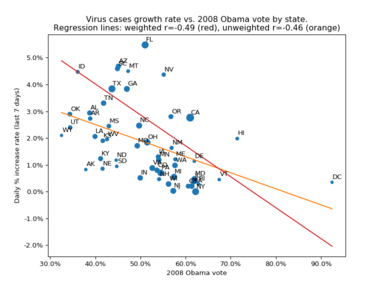 Virus cases growth rate vs. 2008 Obama vote by state.
Regression lines: weighted r=-0.49 (red), unweighted r=-0.46 (orange)
Daily % increase rate (last 7 days)
5.0%
4.0%
3.0%
2.0%
1.0%
0.0%
-1.0%
-2.0%
FL
AZ
MT
ID
NV
TX
GA
TN
OK
AL
AR
OR
CA
UT
MS
NC
WY
LA
WV
OH
HI
NM
MN
ME
DE
KY
ND
NE
SD
WA
AK
IN
MI
MD
VT
DC
NJ
NY
30.0%
40.0%
50.0%
60.0%
70.0%
80.0%
90.0%
2008 Obama vote